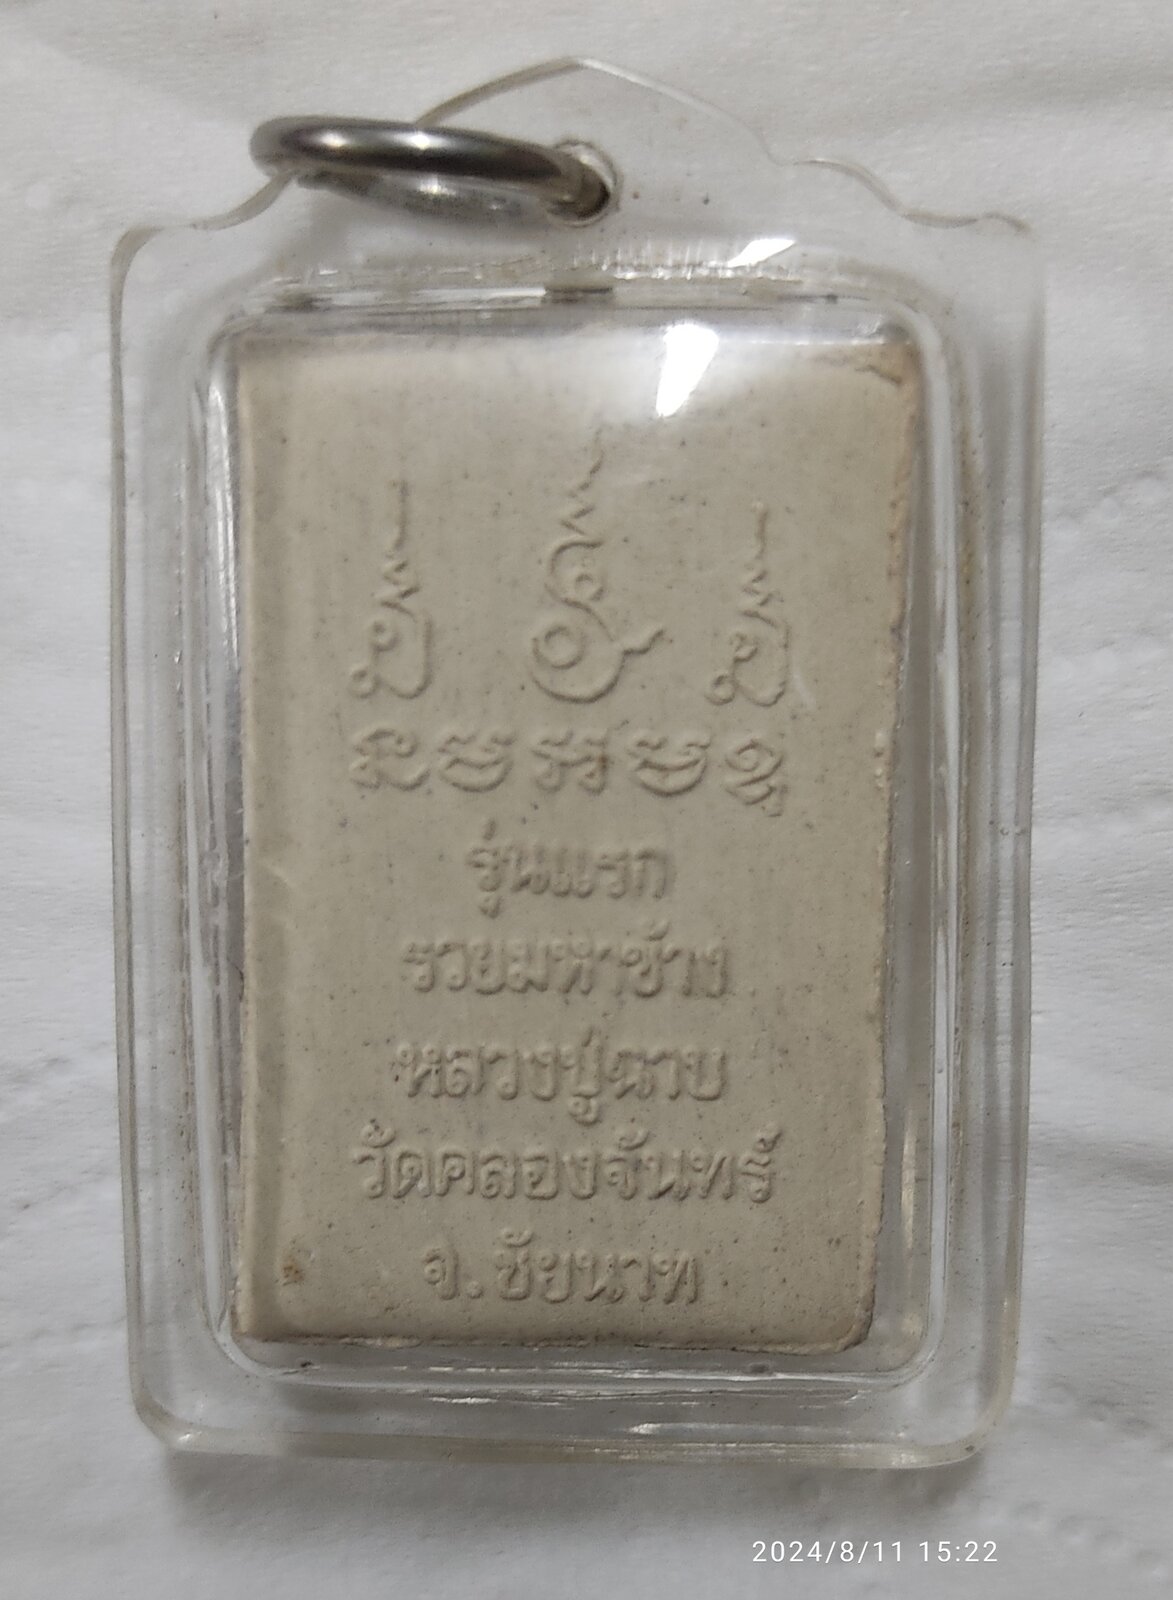 รุ่นแรก
รวยมหาช้าง
หลวงปู่ฉาบ
วัดคลองจันทร์
จ.ชัยนาท
2024/8/11 15:22